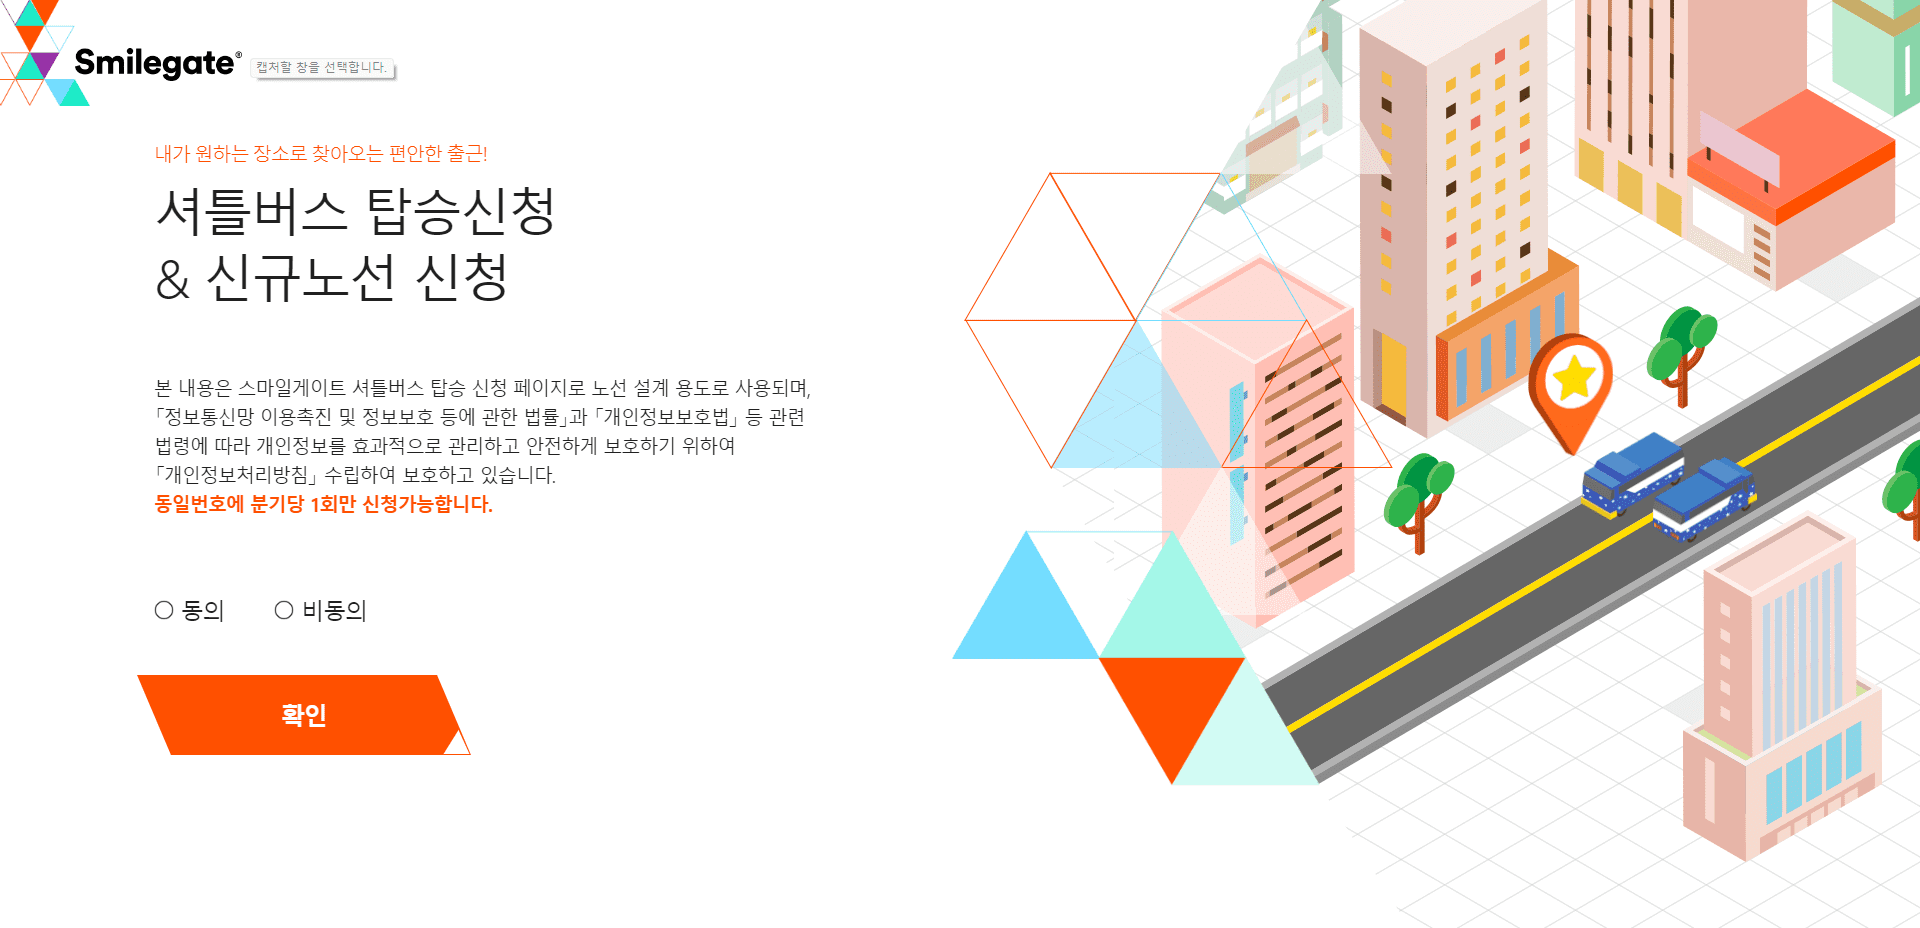 Smilegate®
캡처할 창을 선택합니다.
내가 원하는 장소로 찾아오는 편안한 출근!
셔틀버스 탑승신청
& 신규노선 신청
본 내용은 스마일게이트 셔틀버스 탑승 신청 페이지로 노선 설계 용도로 사용되며,
「정보통신망 이용촉진 및 정보보호 등에 관한 법률」과 「개인정보보호법」 등 관련
법령에 따라 개인정보를 효과적으로 관리하고 안전하게 보호하기 위하여
「개인정보처리방침」 수립하여 보호하고 있습니다.
동일번호에 분기당 1회만 신청가능합니다.
동의 비동의
확인